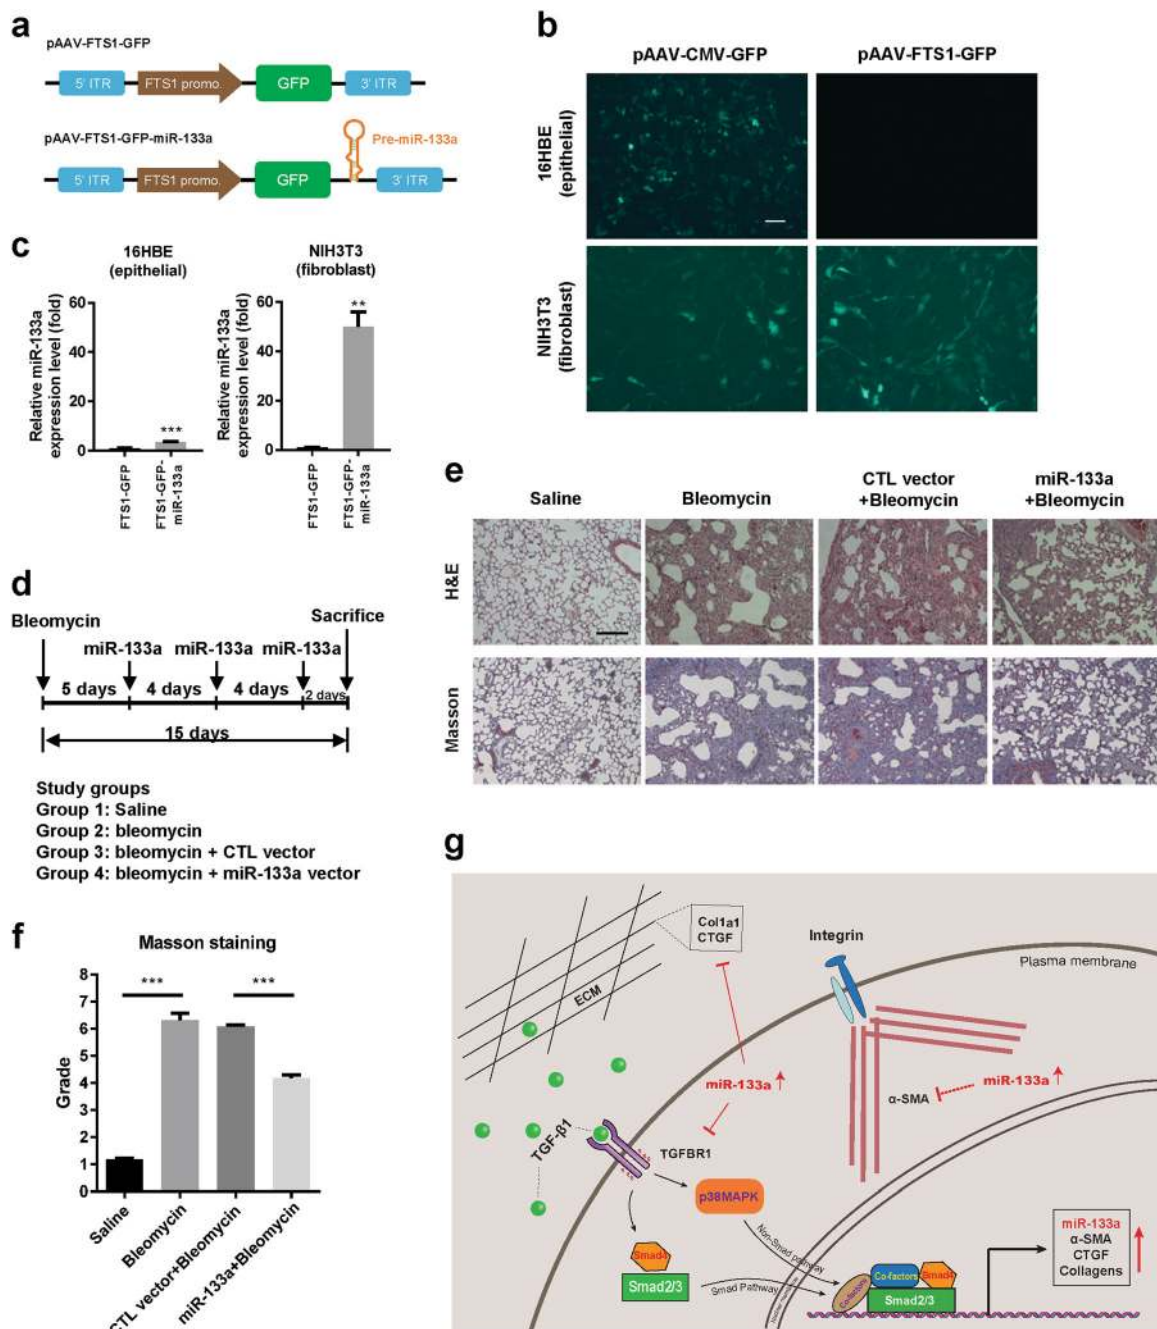 a
pAAV-FTS1-GFP
5' ITR
FTS1 promo.
GFP
3' ITR
pAAV-FTS1-GFP-miR-133a
Pre-miR-133a
5' ITR
FTS1 promo.
GFP
3' ITR
b
pAAV-CMV-GFP
pAAV-FTS1-GFP
16HBE
(epithelial)
NIH3T3
(fibroblast)
c
16HBE
(epithelial)
Relative miR-133a
expression level (fold)
60
40
20
0
***
FTS1-GFP
FTS1-GFP-
miR-133a
NIH3T3
(fibroblast)
Relative miR-133a
expression level (fold)
60
40
20
0
**
FTS1-GFP
FTS1-GFP-
miR-133a
d
Bleomycin
Sacrifice
miR-133a
miR-133a
miR-133a
5 days
4 days
4 days
2 days
15 days
Study groups
Group 1: Saline
Group 2: bleomycin
Group 3: bleomycin + CTL vector
Group 4: bleomycin + miR-133a vector
e
Saline
Bleomycin
CTL vector
+Bleomycin
miR-133a
+Bleomycin
H&E
Masson
f
Masson staining
Grade
8
7
6
5
4
3
2
1
0
***
***
Saline
Bleomycin
CTL vector+Bleomycin
miR-133a+Bleomycin
g
Col1a1
CTGF
Integrin
Plasma membrane
ECM
miR-133a
α-SMA
miR-133a
TGF-β1
TGFBR1
p38MAPK
Non-Smad pathway
Smad4
Smad2/3
Smad Pathway
Co-factors
Co-factors
Smad4
Smad2/3
Nuclear membrane
miR-133a
α-SMA
CTGF
Collagens